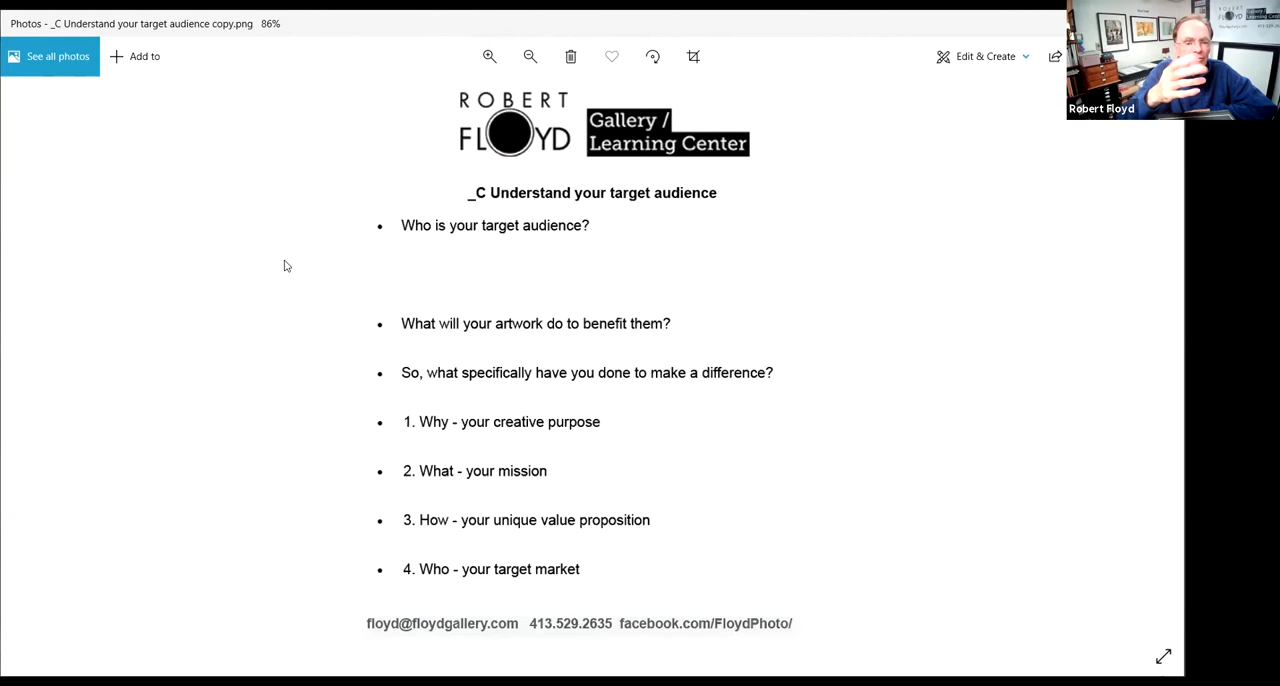 Photos - _C Understand your target audience copy.png 86%
See all photos
Add to
Edit & Create
Robert Floyd
ROBERT
FLOYD
Gallery /
Learning Center
_C Understand your target audience
• Who is your target audience?
• What will your artwork do to benefit them?
• So, what specifically have you done to make a difference?
• 1. Why - your creative purpose
• 2. What - your mission
• 3. How - your unique value proposition
• 4. Who - your target market
floyd@floydgallery.com 413.529.2635 facebook.com/FloydPhoto/